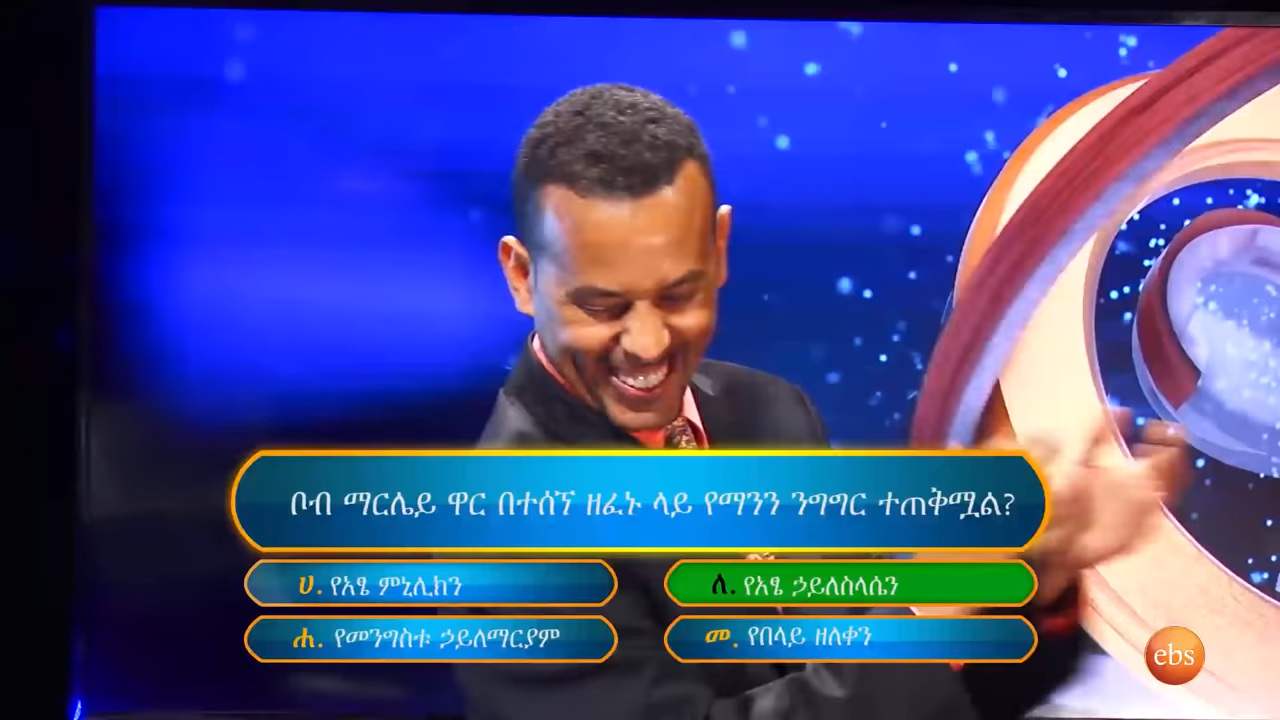 ቦብ ማርሌይ ዋር በተሰኘ ዘፈኑ ላይ የማንን ንግግር ተጠቅሟል?
ሀ. የአፄ ምኒሊክን
ለ. የአፄ ኃይለስላሴን
ሐ. የመንግስቱ ኃይለማርያም
መ. የበላይ ዘለቀን
ebs